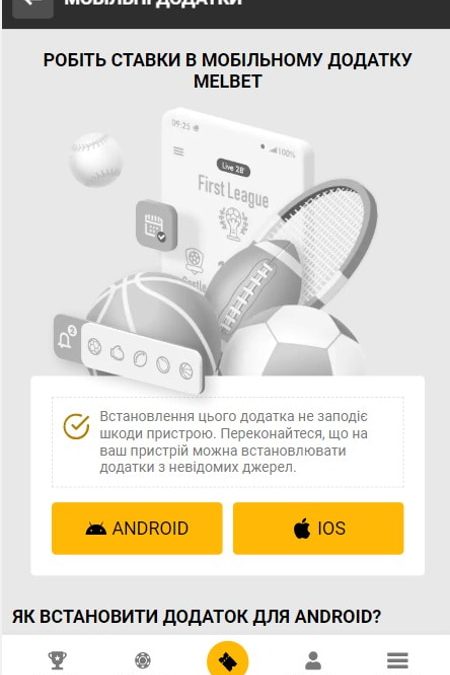 МОБІЛЬНІ ДОДАТКИ
РОБІТЬ СТАВКИ В МОБІЛЬНОМУ ДОДАТКУ
MELBET
09:25
100%
Live 28'
First League
2
Встановлення цього додатка не заподіє
шкоди пристрою. Переконайтеся, що на
ваш пристрій можна встановлювати
додатки з невідомих джерел.
ANDROID
IOS
ЯК ВСТАНОВИТИ ДОДАТОК ДЛЯ ANDROID?